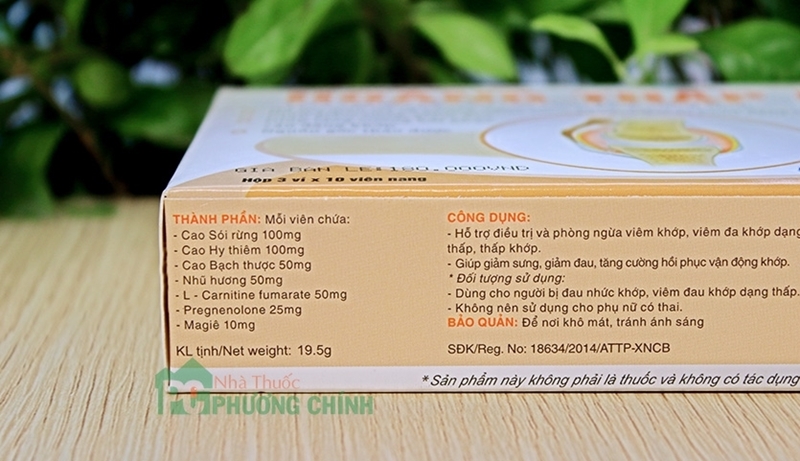 GIA BAN LE:180.000VND
Hộp 3 vỉ x 10 viên nang
THÀNH PHẦN: Mỗi viên chứa:
- Cao Sói rừng 100mg
- Cao Hy thiêm 100mg
- Cao Bạch thược 50mg
- Nhũ hương 50mg
- L - Carnitine fumarate 50mg
- Pregnenolone 25mg
- Magiê 10mg
KL tịnh/Net weight: 19.5g
CÔNG DỤNG:
- Hỗ trợ điều trị và phòng ngừa viêm khớp, viêm đa khớp dạng
thấp, thấp khớp.
- Giúp giảm sưng, giảm đau, tăng cường hồi phục vận động khớp.
* Đối tượng sử dụng:
- Dùng cho người bị đau nhức khớp, viêm đau khớp dạng thấp.
- Không nên sử dụng cho phụ nữ có thai.
BẢO QUẢN: Để nơi khô mát, tránh ánh sáng
SĐK/Reg. No: 18634/2014/ATTP-XNCB
* Sản phẩm này không phải là thuốc và không có tác dụng
Nhà Thuốc
PHƯƠNG CHÍNH